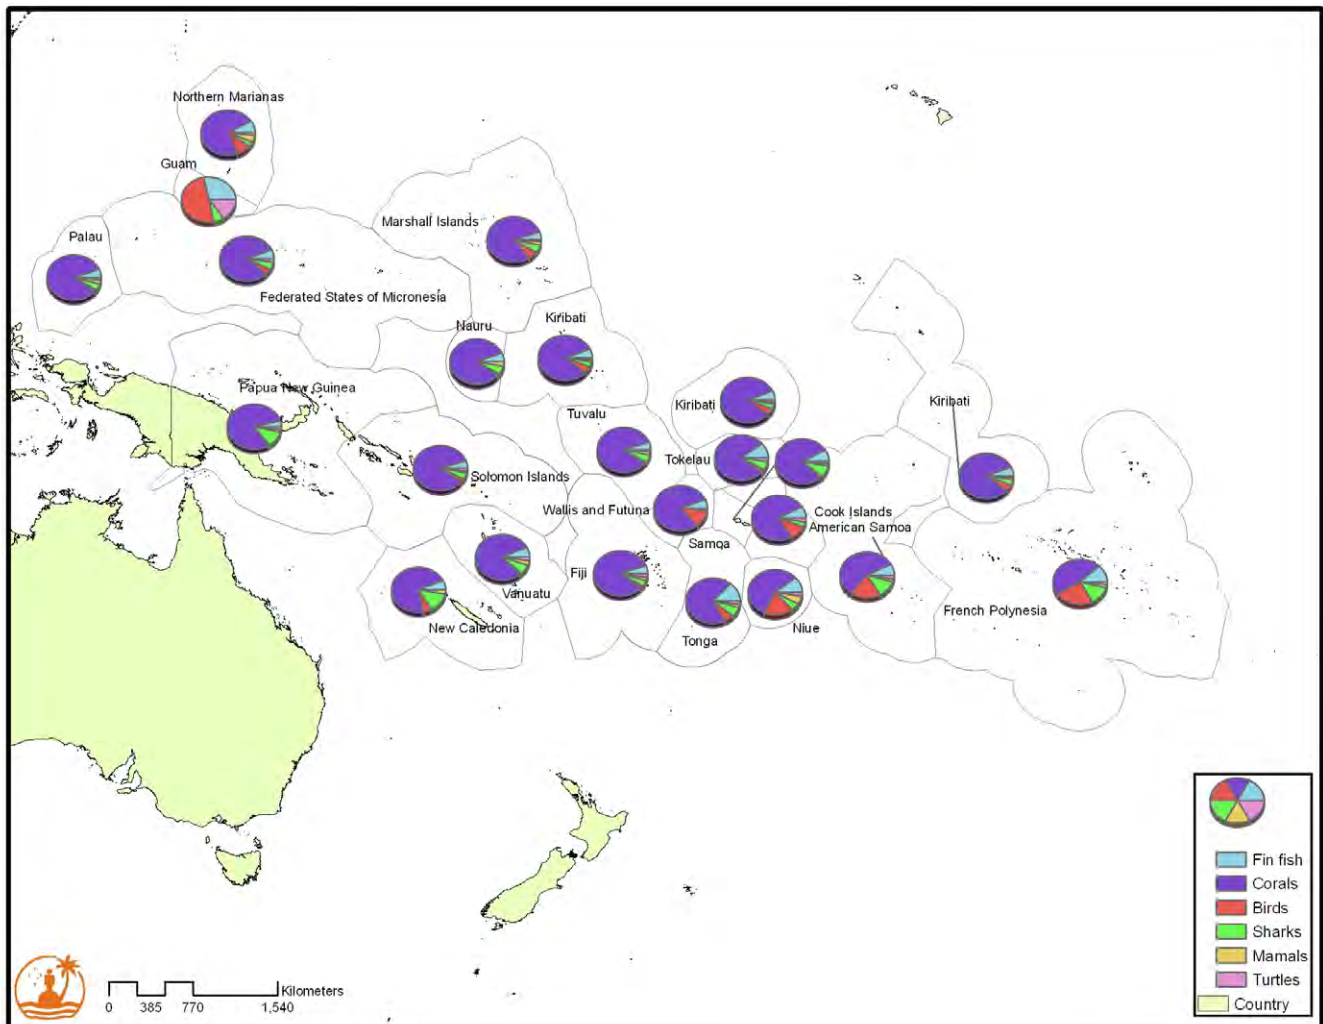 Northern Marianas
Guam
Marshall Islands
Palau
Federated States of Micronesia
Nauru
Kiribati
Papua New Guinea
Kiribati
Kiribati
Tuvalu
Tokelau
Solomon Islands
Wallis and Futuna
Cook Islands
American Samoa
Samoa
Fiji
Vanuatu
New Caledonia
Tonga
Niue
French Polynesia
Fin fish
Corals
Birds
Sharks
Mamals
Turtles
Country
Kilometers
0 385 770 1,540